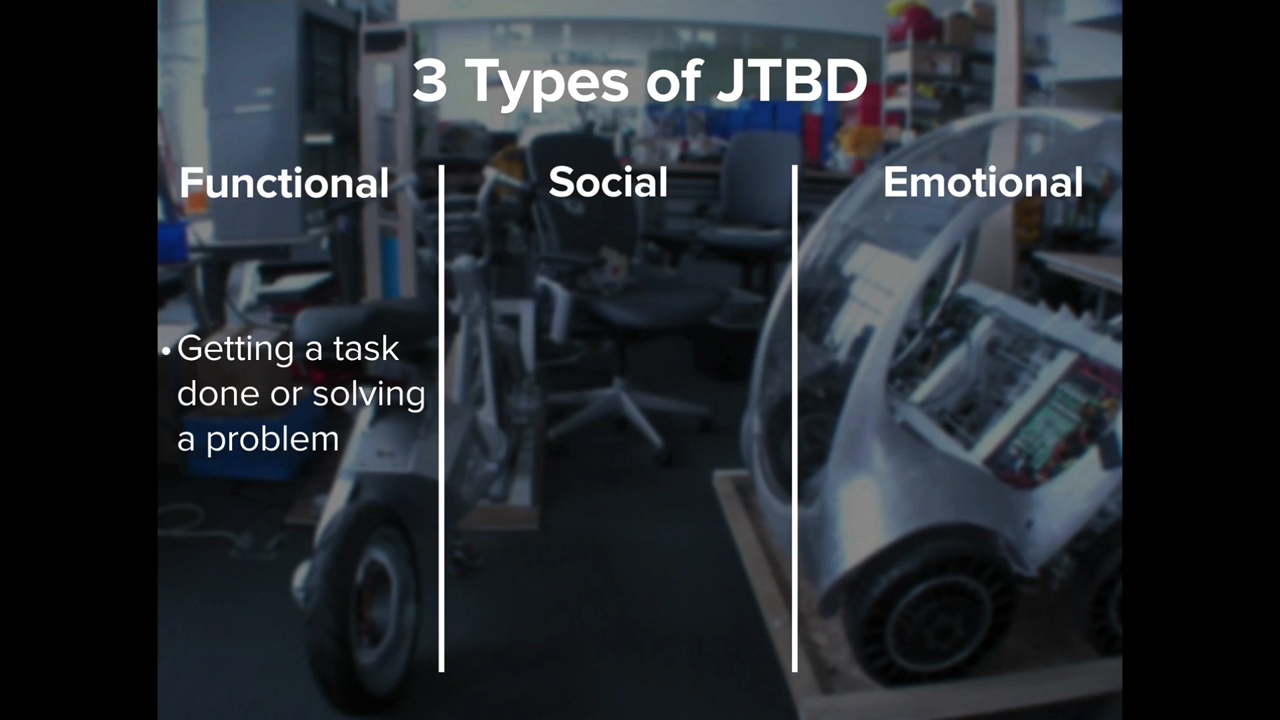 3 Types of JTBD
Functional
Social
Emotional
• Getting a task
done or solving
a problem